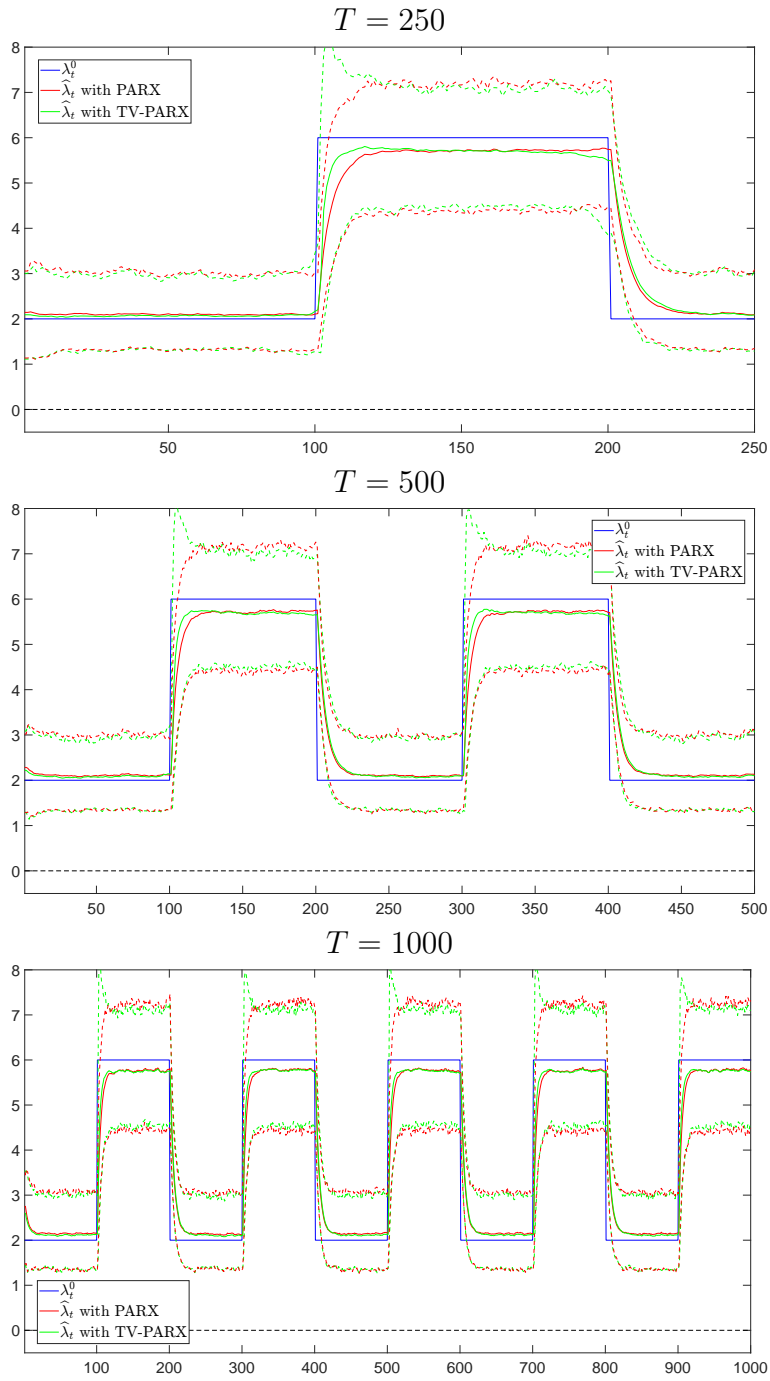 T = 250
8
7
6
5
4
3
2
1
0
λ_t^0
λ̂_t with PARX
λ̂_t with TV-PARX
50 100 150 200 250
T = 500
8
7
6
5
4
3
2
1
0
λ_t^0
λ̂_t with PARX
λ̂_t with TV-PARX
50 100 150 200 250 300 350 400 450 500
T = 1000
8
7
6
5
4
3
2
1
0
λ_t^0
λ̂_t with PARX
λ̂_t with TV-PARX
100 200 300 400 500 600 700 800 900 1000